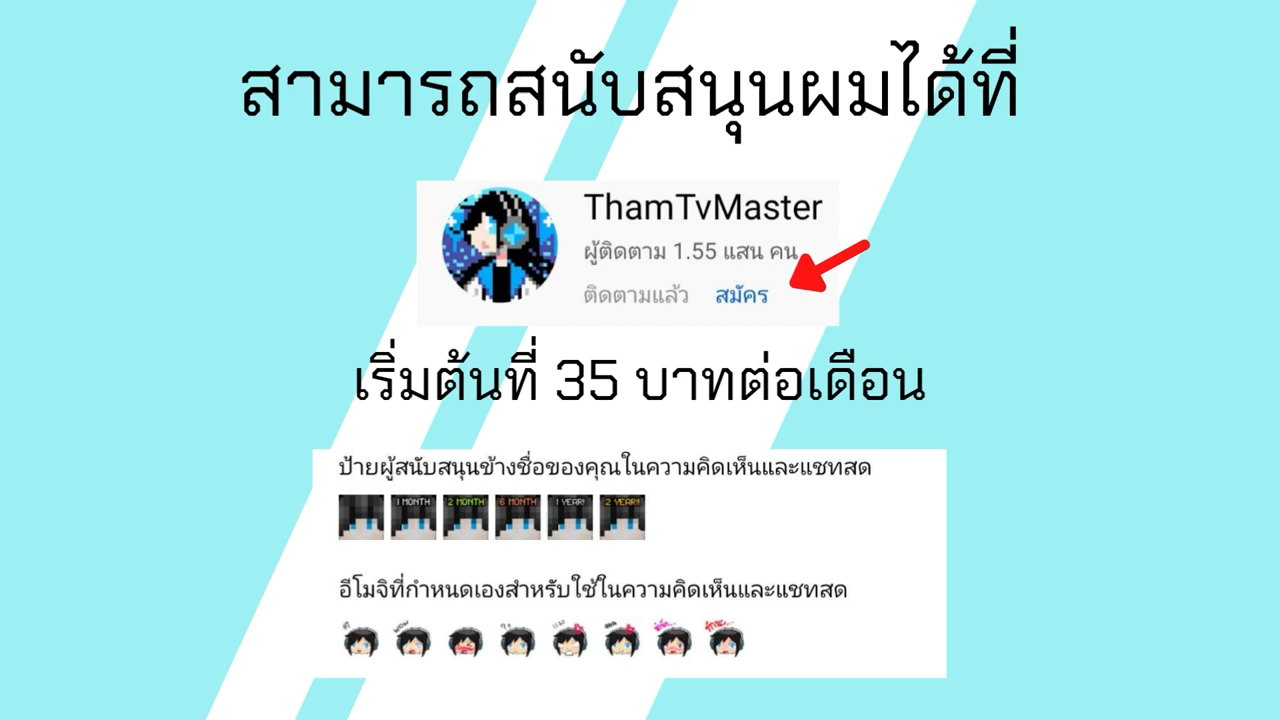 สามารถสนับสนุนผมได้ที่
ThamTvMaster
ผู้ติดตาม 1.55 แสน คน
ติดตามแล้ว สมัคร
เริ่มต้นที่ 35 บาทต่อเดือน
ป้ายผู้สนับสนุนข้างชื่อของคุณในความคิดเห็นและแชทสด
1 MONTH 2 MONTH 6 MONTH 1 YEAR! 2 YEAR!!
อีโมจิที่กำหนดเองสำหรับใช้ในความคิดเห็นและแชทสด